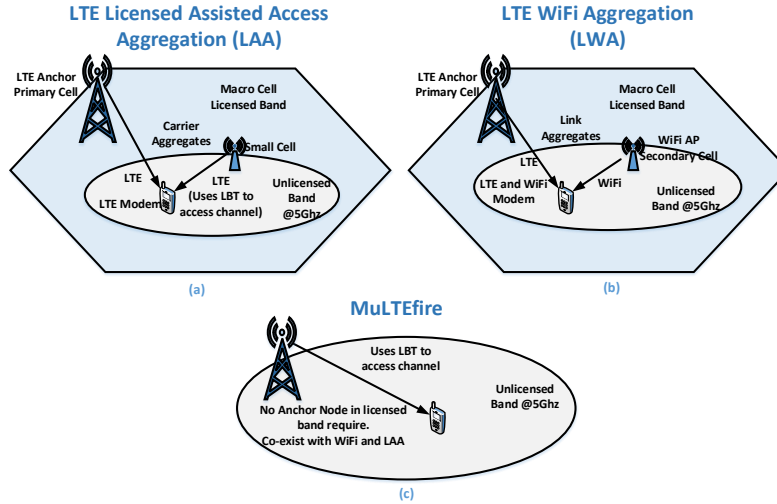 LTE Licensed Assisted Access
Aggregation (LAA)
LTE Anchor
Primary Cell
Macro Cell
Licensed Band
Carrier
Aggregates
Small Cell
LTE
LTE
(Uses LBT to
access channel)
LTE Modem
Unlicensed
Band
@5Ghz
(a)
LTE WiFi Aggregation
(LWA)
LTE Anchor
Primary Cell
Macro Cell
Licensed Band
Link
Aggregates
WiFi AP
Secondary Cell
LTE
WiFi
LTE and WiFi
Modem
Unlicensed
Band @5Ghz
(b)
MuLTEfire
Uses LBT to
access channel
Unlicensed
Band @5Ghz
No Anchor Node in licensed
band require.
Co-exist with WiFi and LAA
(c)